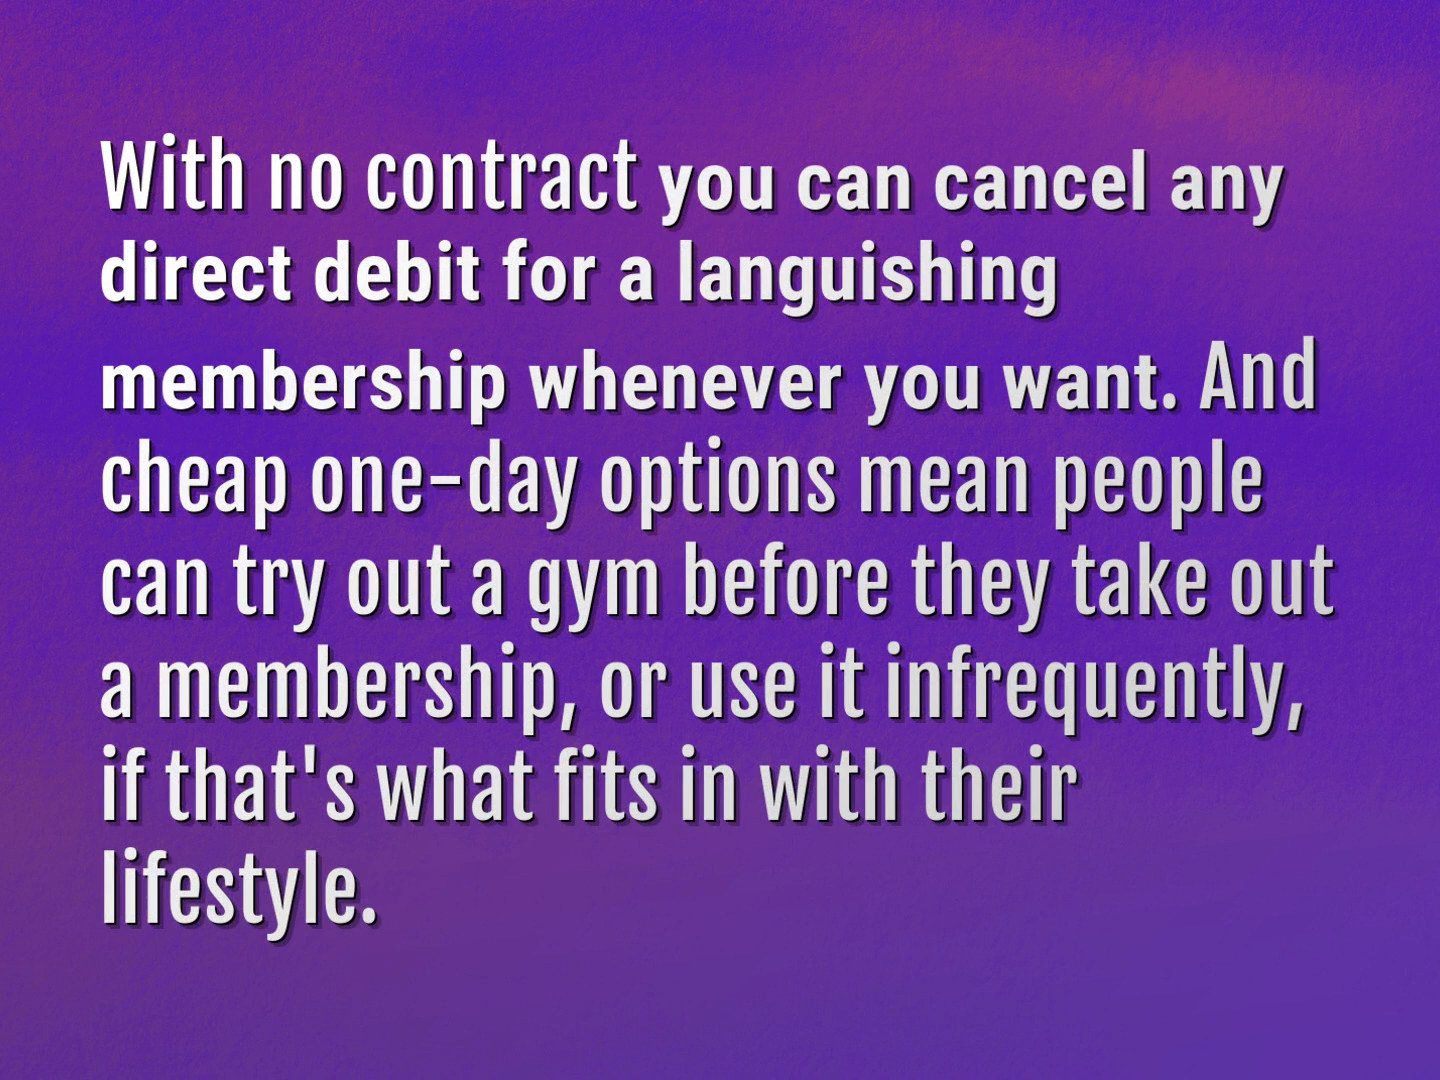 With no contract you can cancel any
direct debit for a languishing
membership whenever you want. And
cheap one-day options mean people
can try out a gym before they take out
a membership, or use it infrequently,
if that's what fits in with their
lifestyle.